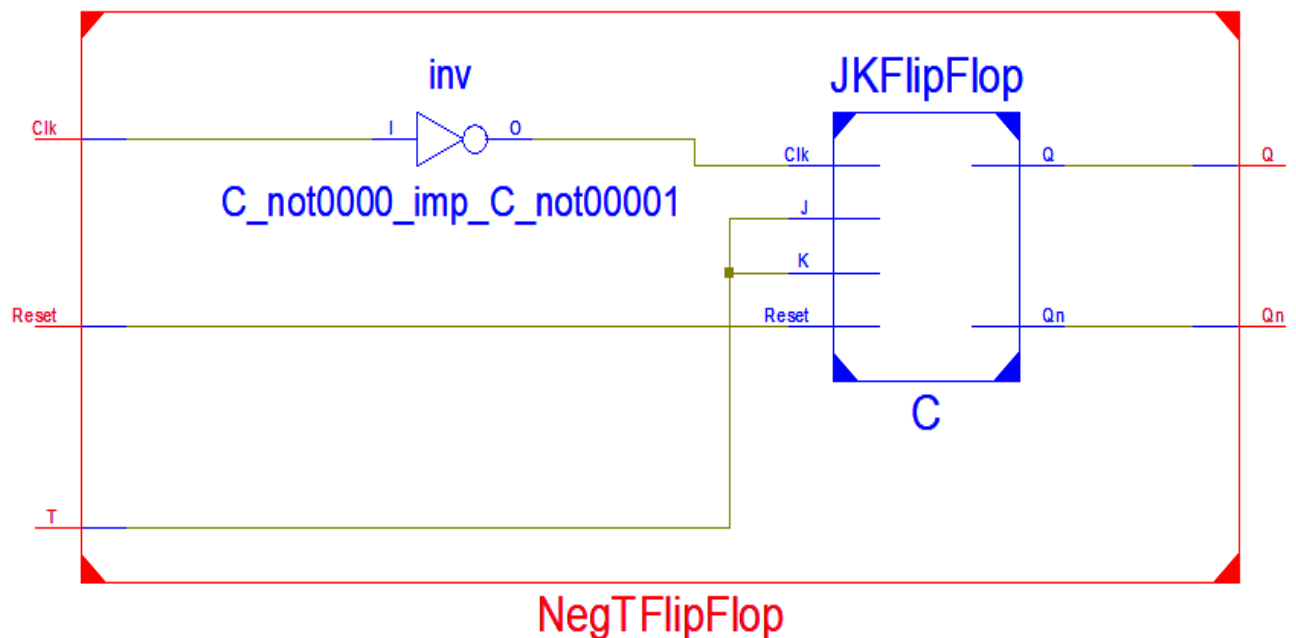 inv
JKFlipFlop
Clk
I
O
Clk
Q
Q
C_not0000_imp_C_not00001
J
K
Reset
Reset
Qn
Qn
C
T
NegTFlipFlop